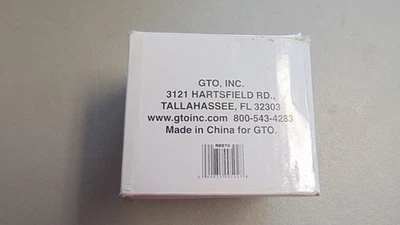 GTO, INC.
3121 HARTSFIELD RD.,
TALLAHASSEE, FL 32303
www.gtoinc.com 800-543-4283
Made in China for GTO.